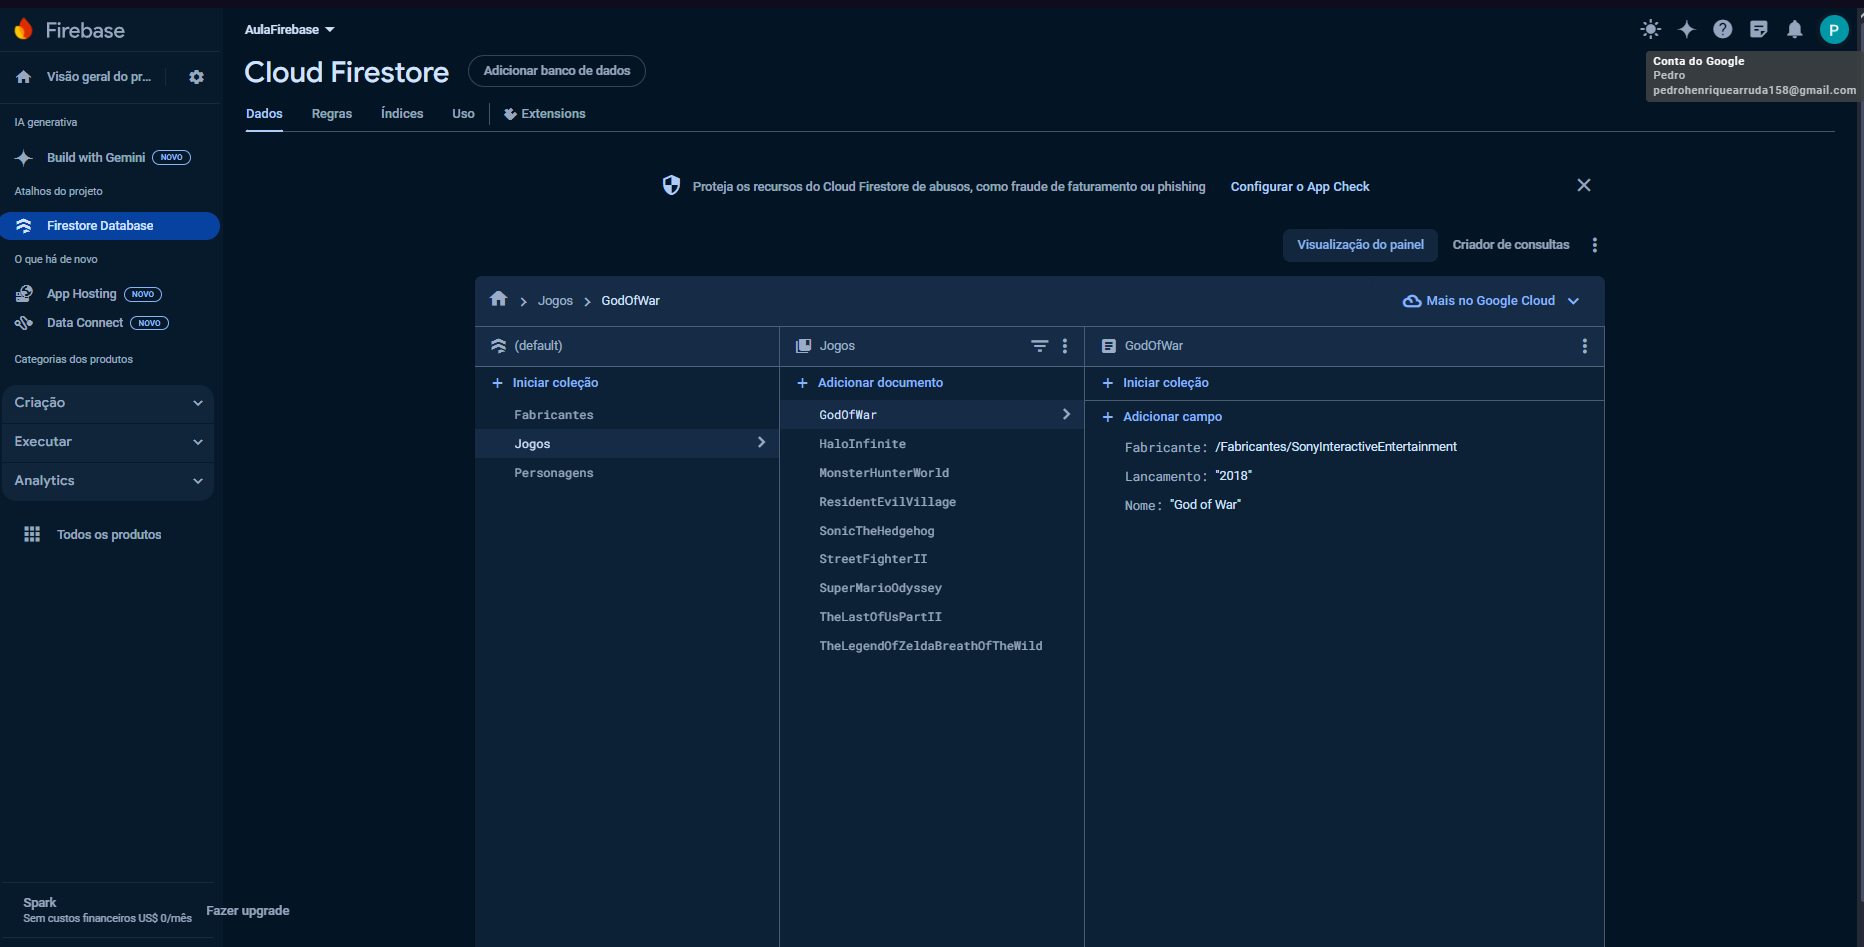 Firebase
AulaFirebase
Visão geral do pr...
Cloud Firestore
Adicionar banco de dados
Conta do Google
Pedro
pedrohenriquearruda158@gmail.com
P
Dados
Regras
Índices
Uso
Extensions
IA generativa
Build with Gemini
NOVO
Atalhos do projeto
Firestore Database
O que há de novo
App Hosting
NOVO
Data Connect
NOVO
Categorias dos produtos
Criação
Executar
Analytics
Todos os produtos
Spark
Sem custos financeiros US$ 0/mês
Fazer upgrade
Proteja os recursos do Cloud Firestore de abusos, como fraude de faturamento ou phishing
Configurar o App Check
Visualização do painel
Criador de consultas
Jogos
GodOfWar
Mais no Google Cloud
(default)
Iniciar coleção
Fabricantes
Jogos
Personagens
Jogos
Adicionar documento
GodOfWar
HaloInfinite
MonsterHunterWorld
ResidentEvilVillage
SonicTheHedgehog
StreetFighterII
SuperMarioOdyssey
TheLastOfUsPartII
TheLegendOfZeldaBreathOfTheWild
GodOfWar
Iniciar coleção
Adicionar campo
Fabricante: /Fabricantes/SonyInteractiveEntertainment
Lancamento: "2018"
Nome: "God of War"